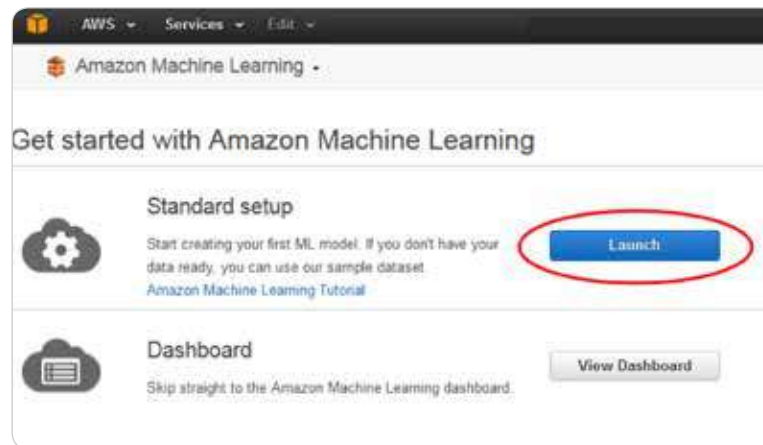 AWS Services Edit
Amazon Machine Learning
Get started with Amazon Machine Learning
Standard setup
Start creating your first ML model. If you don't have your
data ready, you can use our sample dataset
Amazon Machine Learning Tutorial
Launch
Dashboard
Skip straight to the Amazon Machine Learning dashboard.
View Dashboard